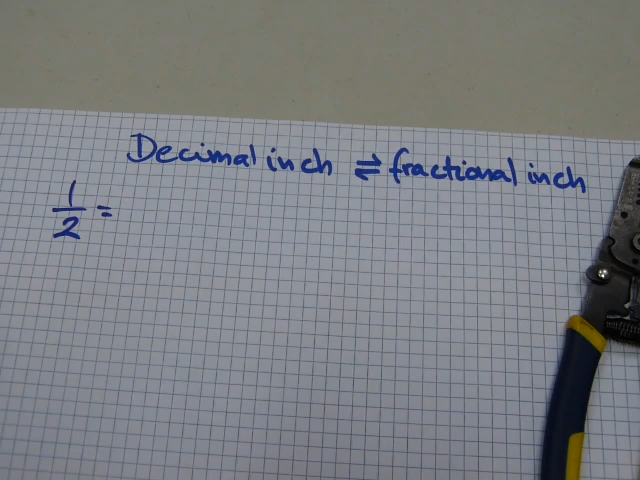 Decimal inch ⇌ fractional inch
1/2 =